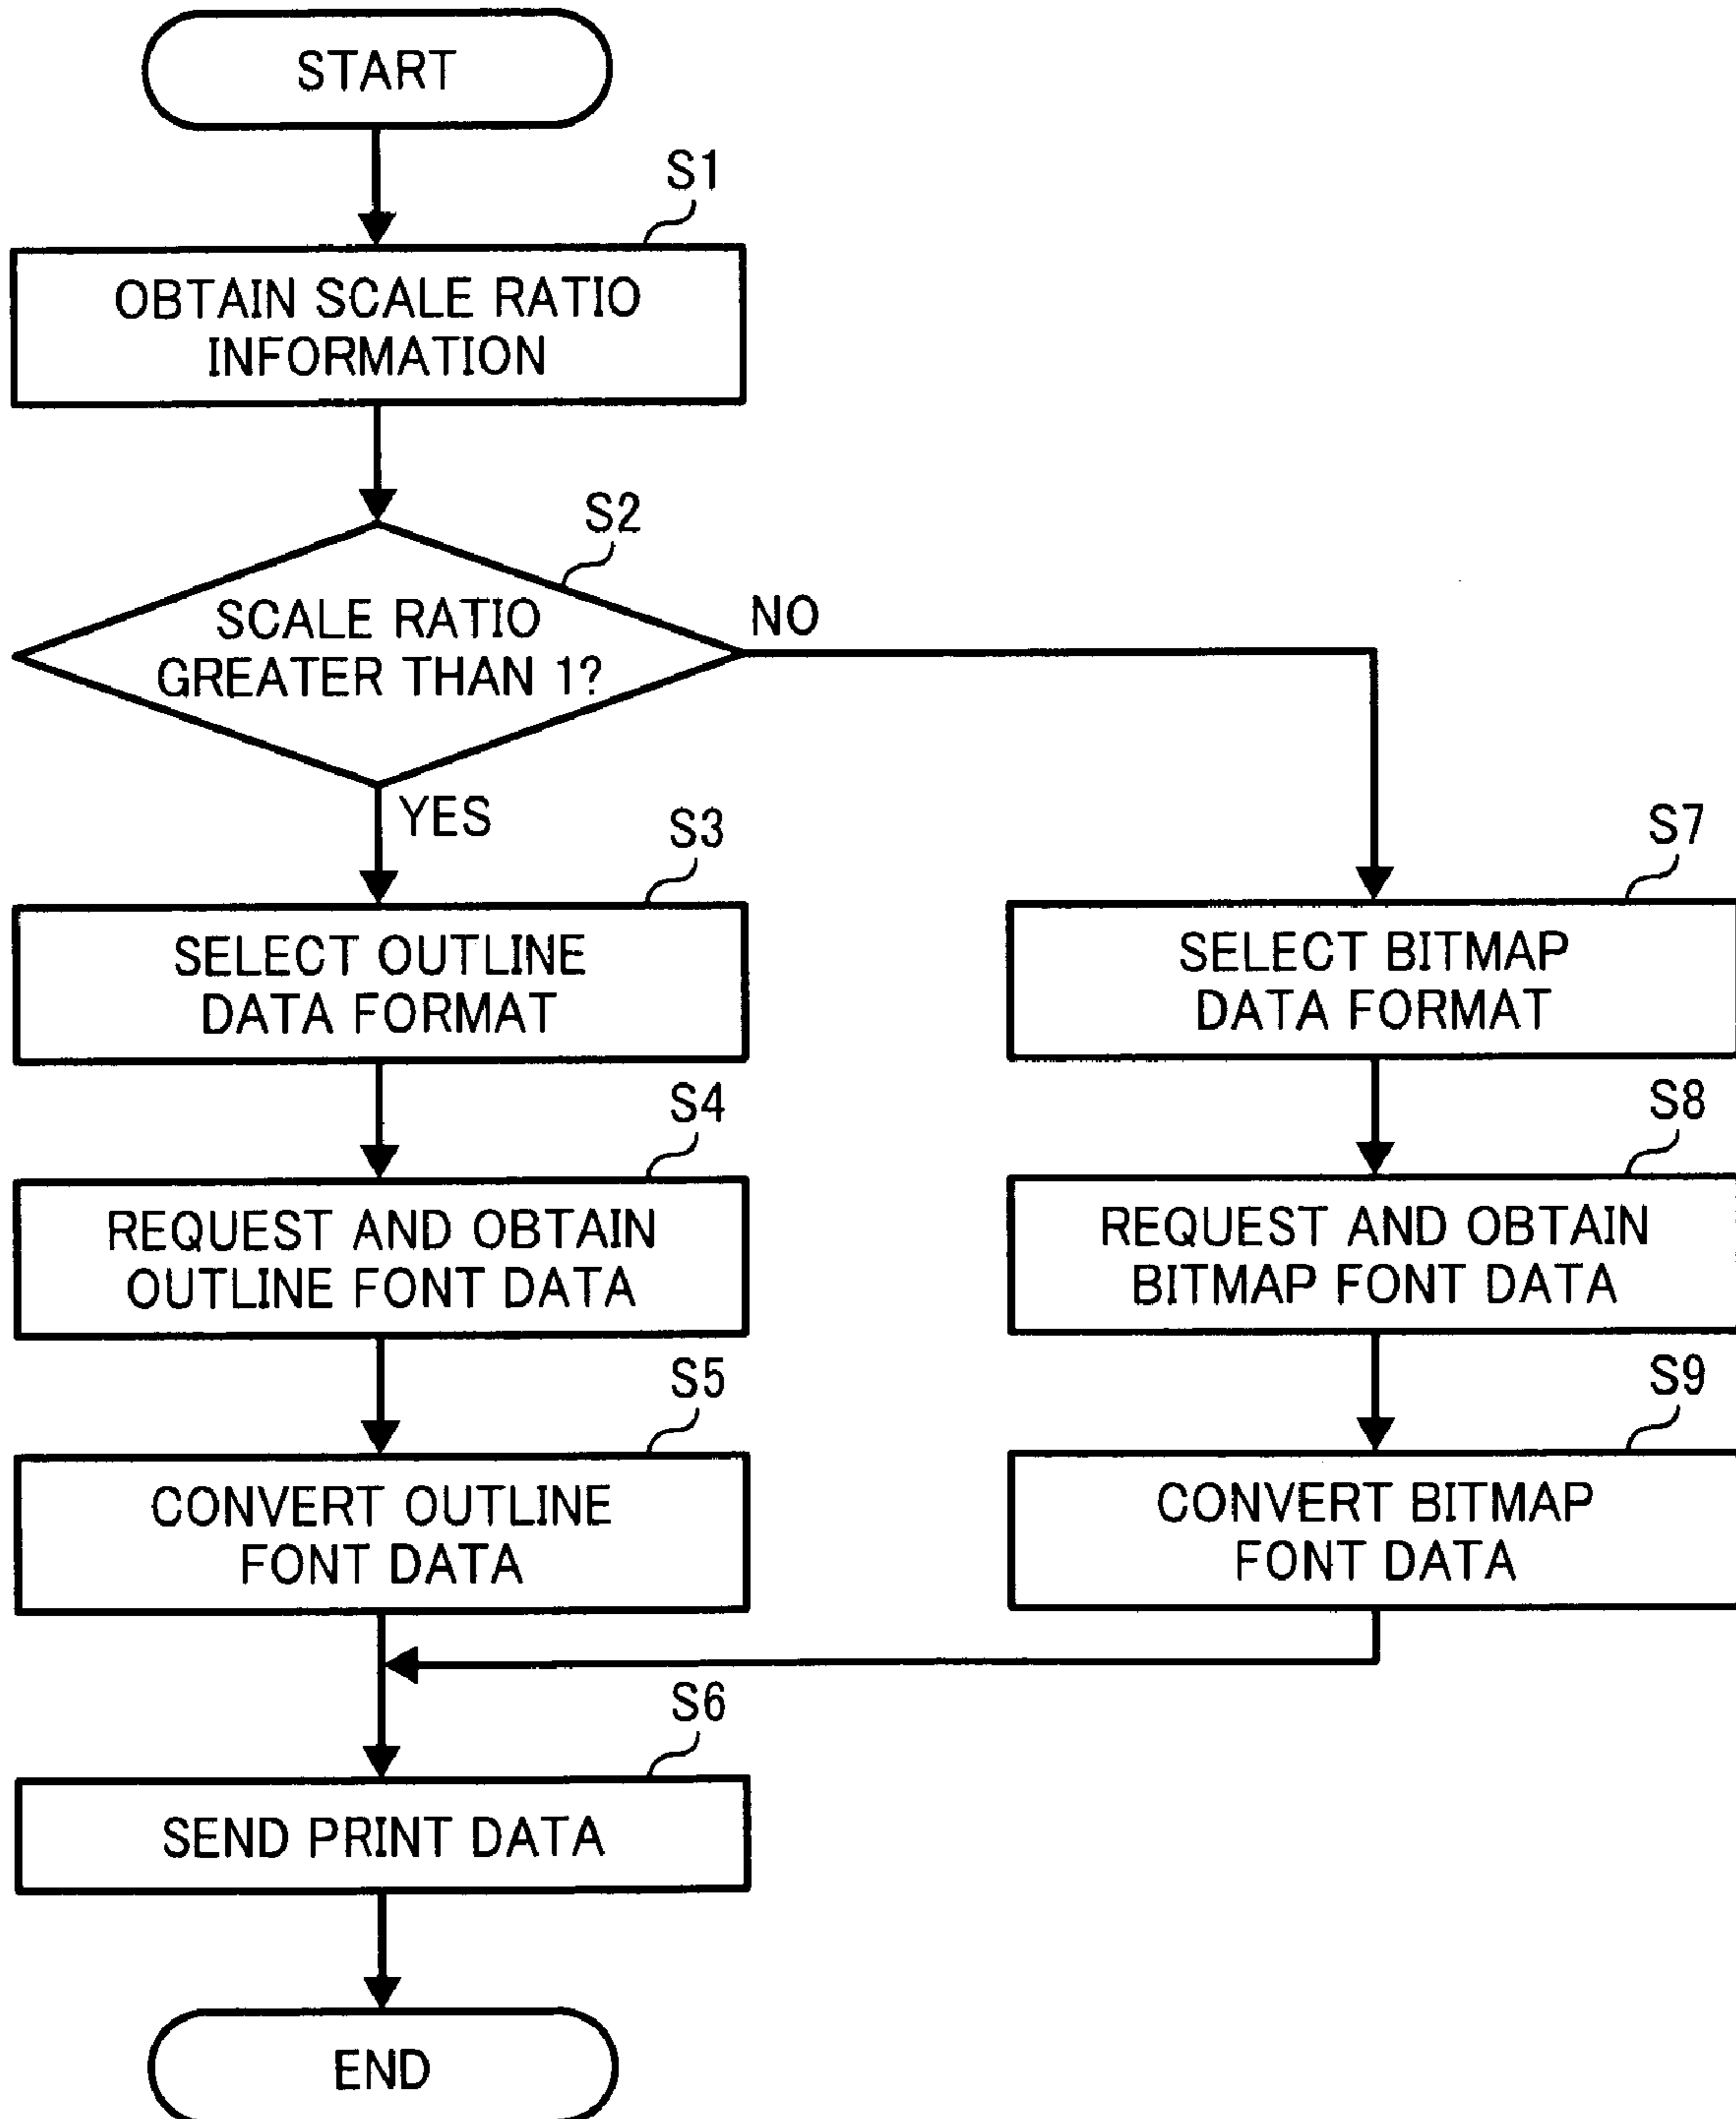 START
S1
OBTAIN SCALE RATIO
INFORMATION
S2
SCALE RATIO
GREATER THAN 1?
NO
YES
S3
SELECT OUTLINE
DATA FORMAT
S7
SELECT BITMAP
DATA FORMAT
S4
REQUEST AND OBTAIN
OUTLINE FONT DATA
S8
REQUEST AND OBTAIN
BITMAP FONT DATA
S5
CONVERT OUTLINE
FONT DATA
S9
CONVERT BITMAP
FONT DATA
S6
SEND PRINT DATA
END